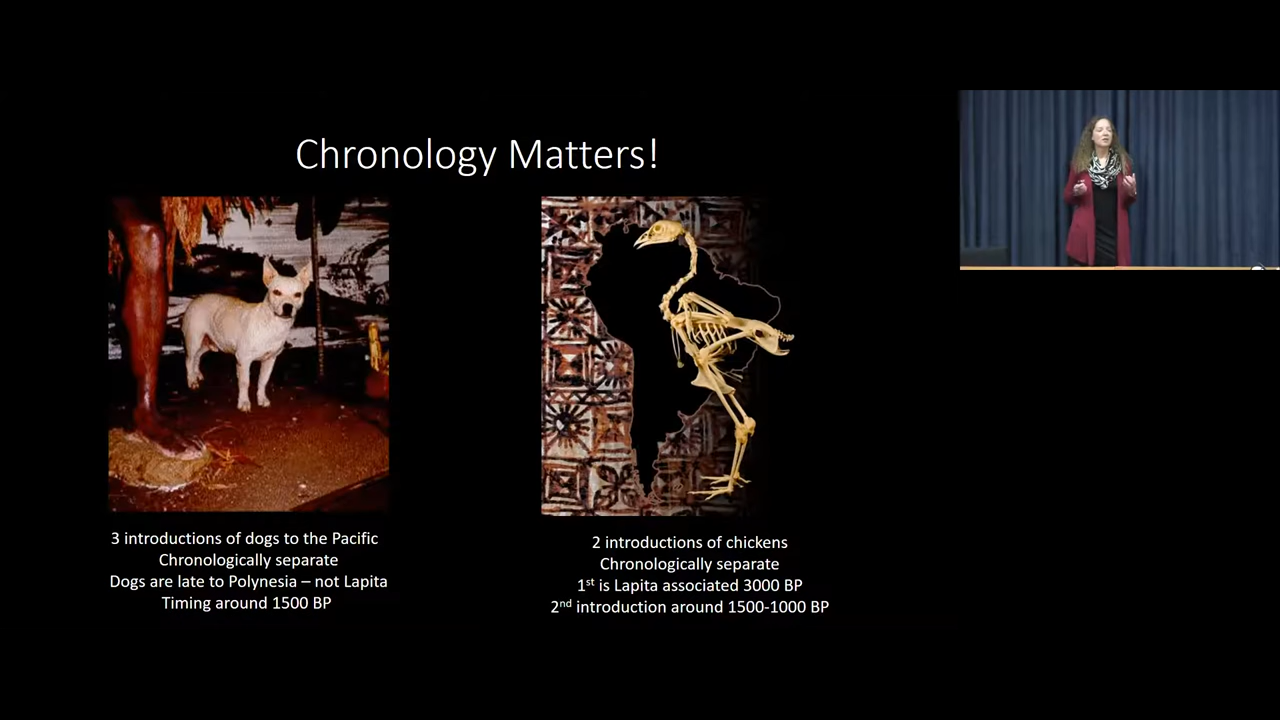 Chronology Matters!
3 introductions of dogs to the Pacific
Chronologically separate
Dogs are late to Polynesia – not Lapita
Timing around 1500 BP
2 introductions of chickens
Chronologically separate
1st is Lapita associated 3000 BP
2nd introduction around 1500-1000 BP